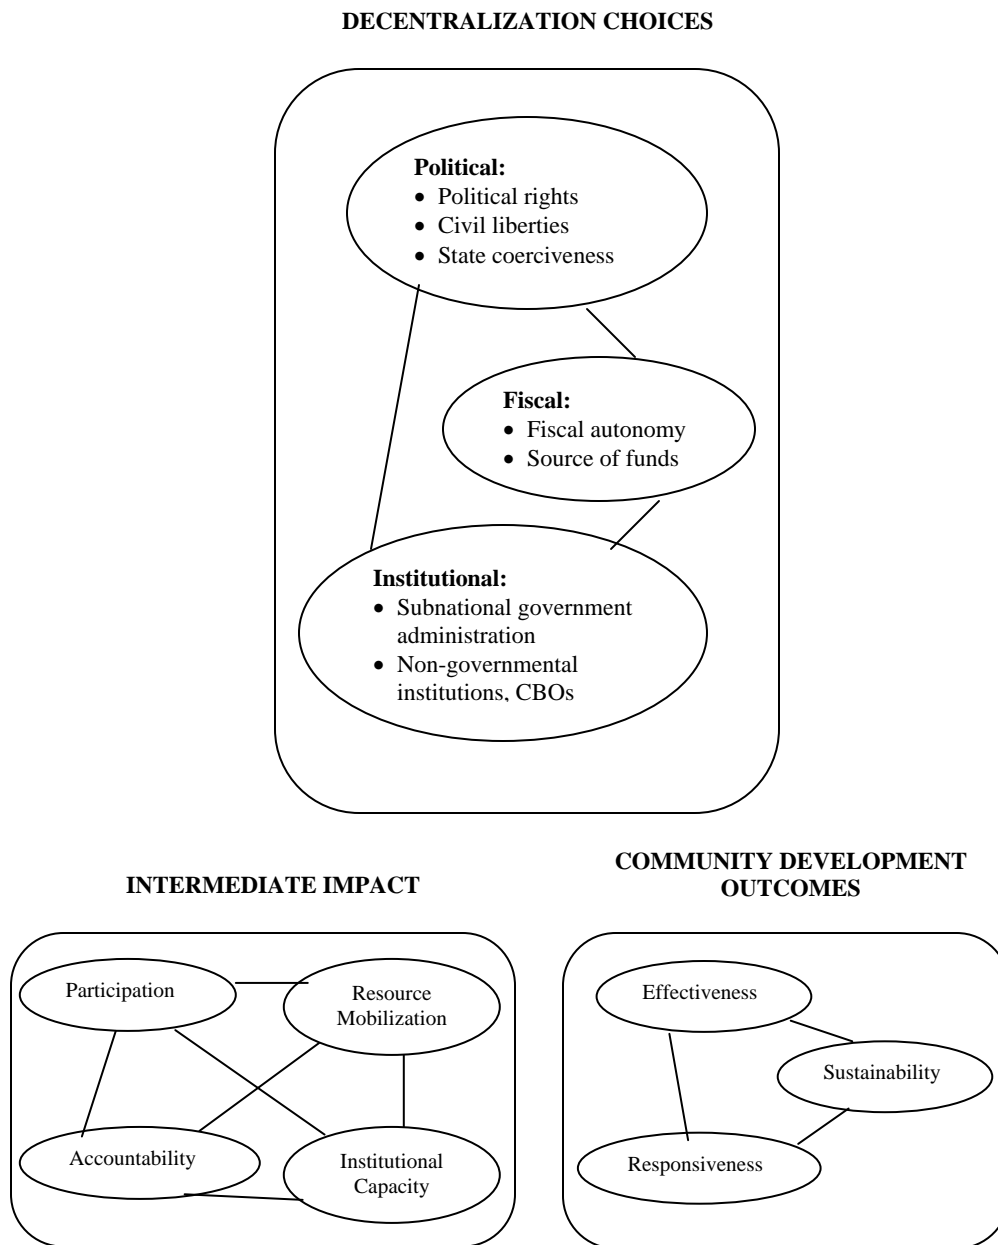 DECENTRALIZATION CHOICES
Political:
• Political rights
• Civil liberties
• State coerciveness
Fiscal:
• Fiscal autonomy
• Source of funds
Institutional:
• Subnational government
administration
• Non-governmental
institutions, CBOs
INTERMEDIATE IMPACT
Participation
Resource
Mobilization
Accountability
Institutional
Capacity
COMMUNITY DEVELOPMENT
OUTCOMES
Effectiveness
Sustainability
Responsiveness